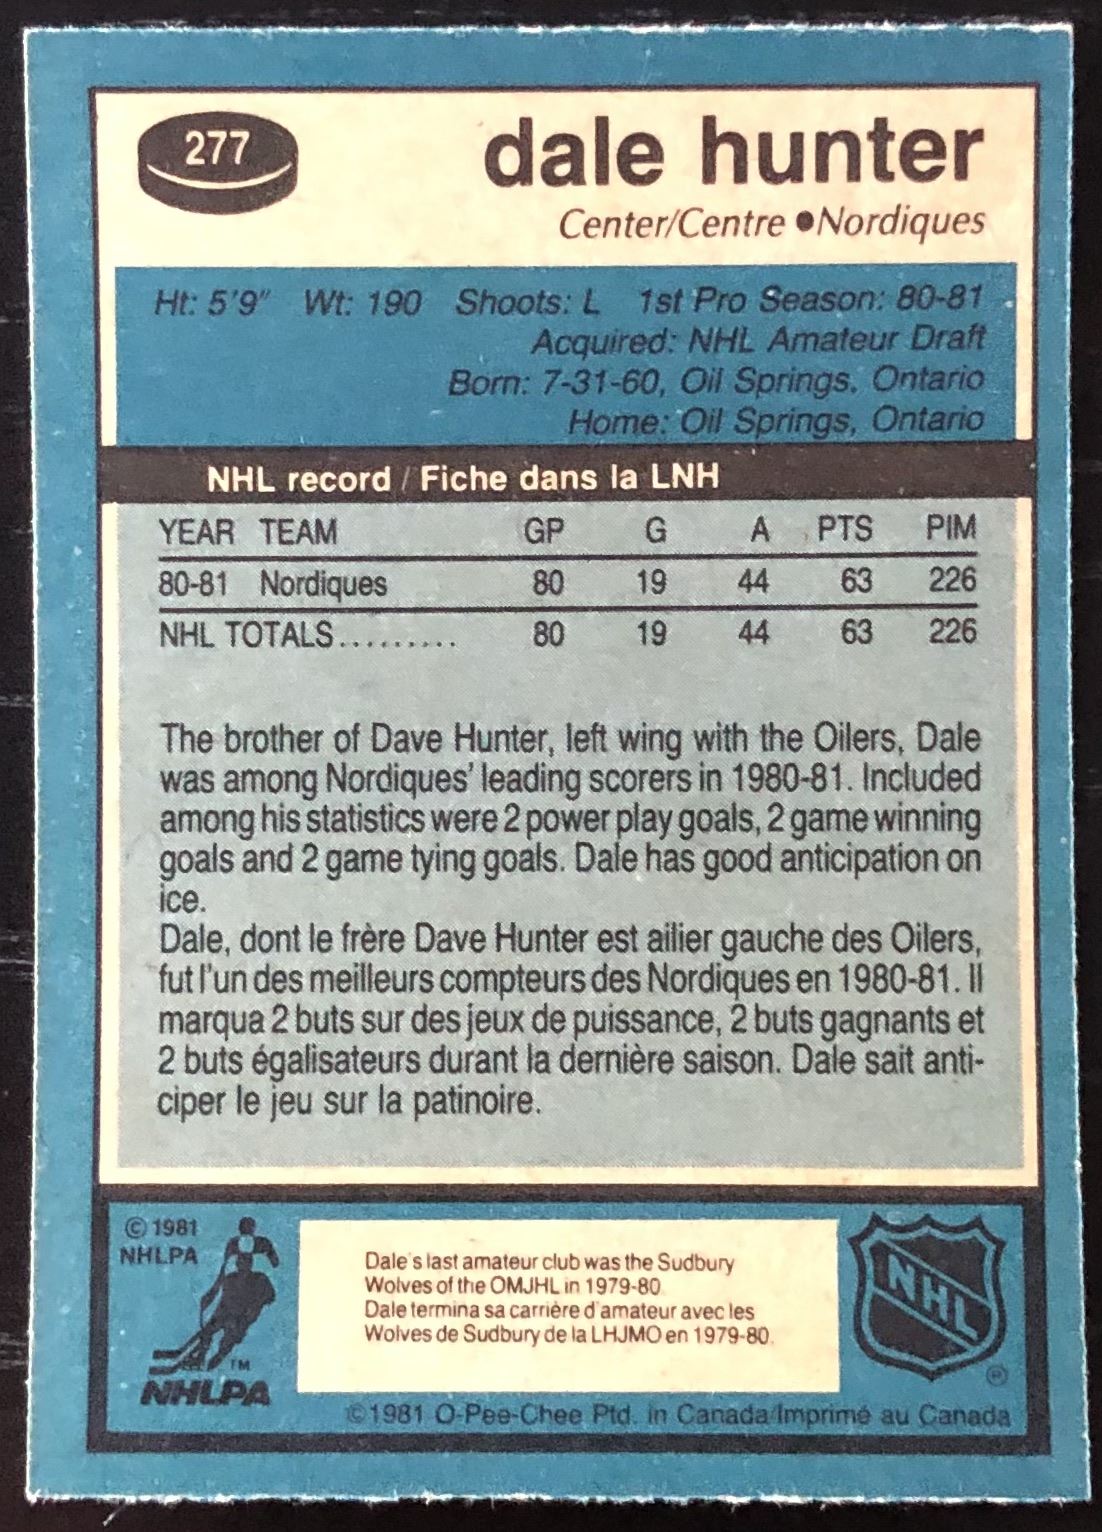 277
dale hunter
Center/Centre •Nordiques
Ht: 5'9" Wt: 190 Shoots: L 1st Pro Season: 80-81
Acquired: NHL Amateur Draft
Born: 7-31-60, Oil Springs, Ontario
Home: Oil Springs, Ontario
NHL record / Fiche dans la LNH
YEAR TEAM GP G A PTS PIM
80-81 Nordiques 80 19 44 63 226
NHL TOTALS......... 80 19 44 63 226
The brother of Dave Hunter, left wing with the Oilers, Dale
was among Nordiques' leading scorers in 1980-81. Included
among his statistics were 2 power play goals, 2 game winning
goals and 2 game tying goals. Dale has good anticipation on
ice.
Dale, dont le frère Dave Hunter est ailier gauche des Oilers,
fut l'un des meilleurs compteurs des Nordiques en 1980-81. Il
marqua 2 buts sur des jeux de puissance, 2 buts gagnants et
2 buts égalisateurs durant la dernière saison. Dale sait anti-
ciper le jeu sur la patinoire.
© 1981
NHLPA
TM
NHLPA
Dale's last amateur club was the Sudbury
Wolves of the OMJHL in 1979-80
Dale termina sa carrière d'amateur avec les
Wolves de Sudbury de la LHJMO en 1979-80.
NHL
®
©1981 O-Pee-Chee Ptd. in Canada/Imprimé au Canada